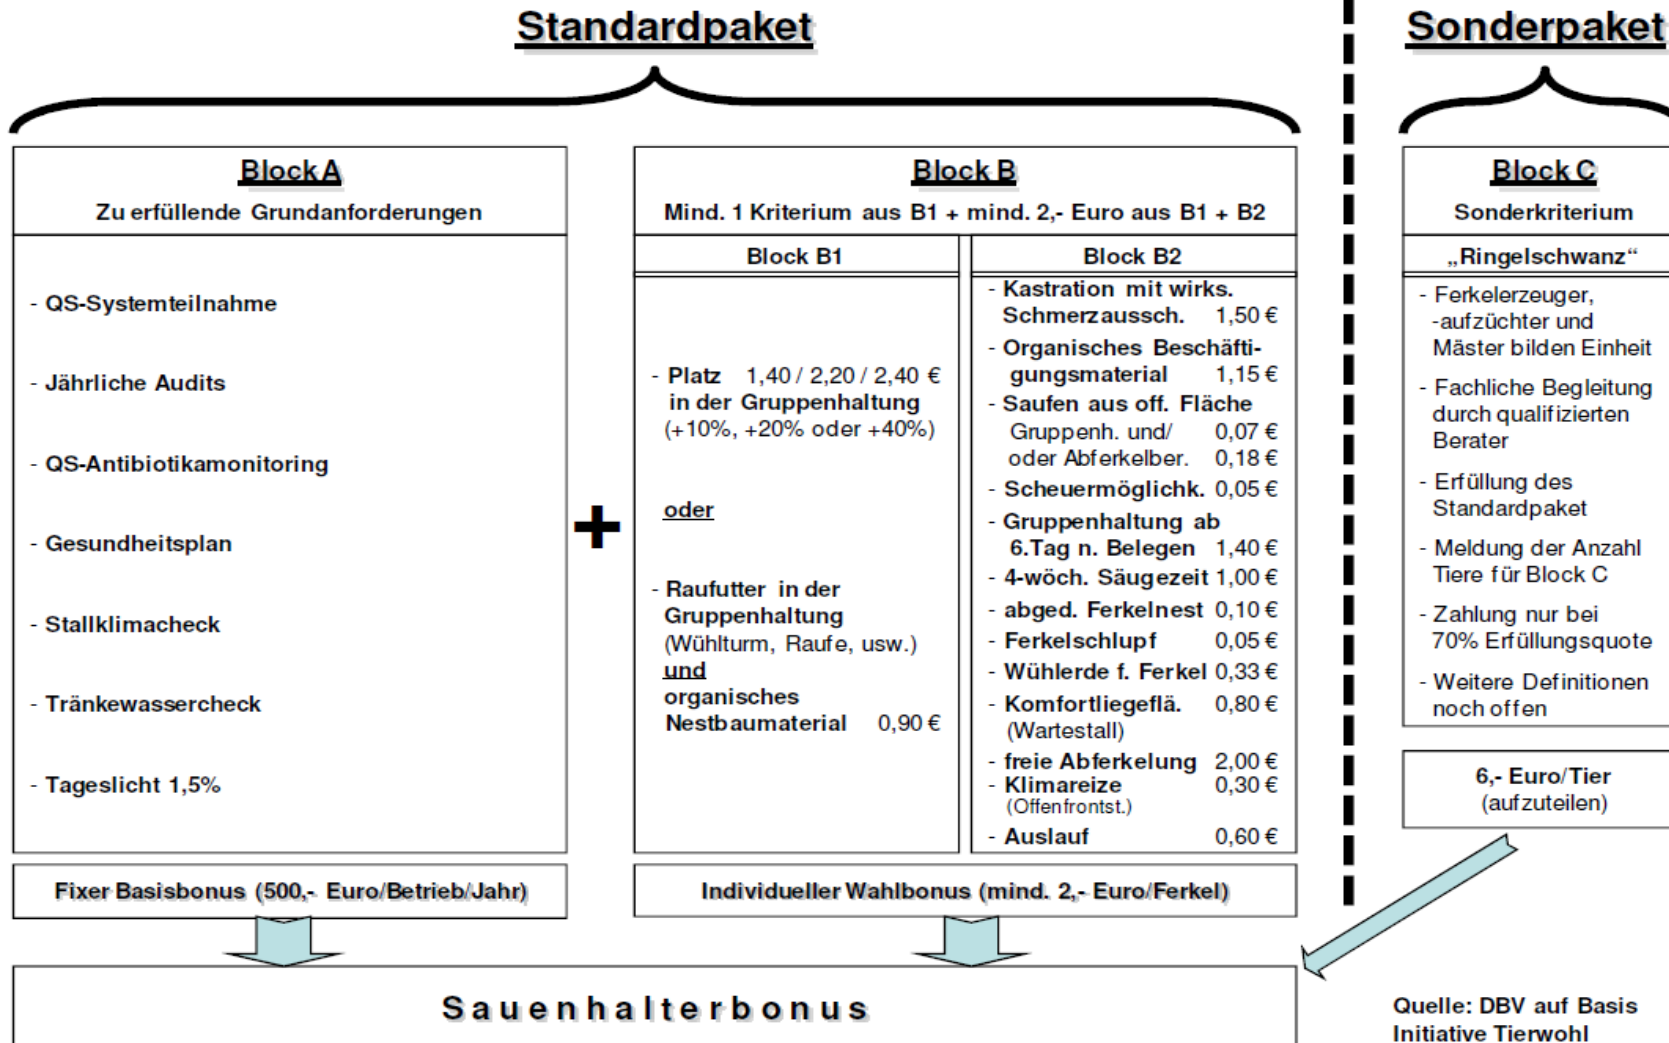 Standardpaket
Sonderpaket
Block A
Zu erfüllende Grundanforderungen
- QS-Systemteilnahme
- Jährliche Audits
- QS-Antibiotikamonitoring
- Gesundheitsplan
- Stallklimacheck
- Tränkewassercheck
- Tageslicht 1,5%
Fixer Basisbonus (500,- Euro/Betrieb/Jahr)
+
Block B
Mind. 1 Kriterium aus B1 + mind. 2,- Euro aus B1 + B2
Block B1
- Platz 1,40 / 2,20 / 2,40 €
in der Gruppenhaltung
(+10%, +20% oder +40%)
oder
- Raufutter in der
Gruppenhaltung
(Wühlturm, Raufe, usw.)
und
organisches
Nestbaumaterial 0,90 €
Block B2
- Kastration mit wirks.
Schmerzaussch. 1,50 €
- Organisches Beschäfti-
gungsmaterial 1,15 €
- Saufen aus off. Fläche
Gruppenh. und/ 0,07 €
oder Abferkelber. 0,18 €
- Scheuermöglichk. 0,05 €
- Gruppenhaltung ab
6.Tag n. Belegen 1,40 €
- 4-wöch. Säugezeit 1,00 €
- abged. Ferkelnest 0,10 €
- Ferkelschlupf 0,05 €
- Wühlerde f. Ferkel 0,33 €
- Komfortliegeflä. 0,80 €
(Wartestall)
- freie Abferkelung 2,00 €
- Klimareize 0,30 €
(Offenfrontst.)
- Auslauf 0,60 €
Individueller Wahlbonus (mind. 2,- Euro/Ferkel)
Block C
Sonderkriterium
„Ringelschwanz“
- Ferkelerzeuger,
-aufzüchter und
Mäster bilden Einheit
- Fachliche Begleitung
durch qualifizierten
Berater
- Erfüllung des
Standardpaket
- Meldung der Anzahl
Tiere für Block C
- Zahlung nur bei
70% Erfüllungsquote
- Weitere Definitionen
noch offen
6,- Euro/Tier
(aufzuteilen)
Sauenhalterbonus
Quelle: DBV auf Basis
Initiative Tierwohl